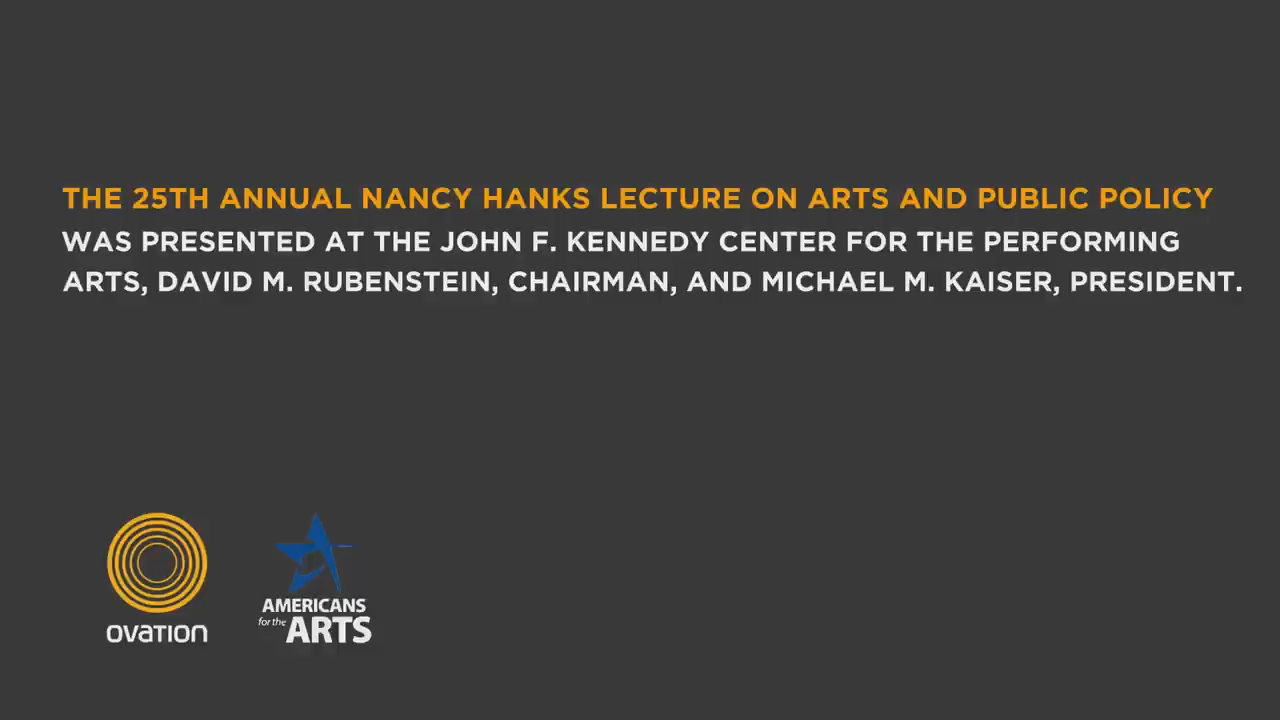 THE 25TH ANNUAL NANCY HANKS LECTURE ON ARTS AND PUBLIC POLICY
WAS PRESENTED AT THE JOHN F. KENNEDY CENTER FOR THE PERFORMING
ARTS, DAVID M. RUBENSTEIN, CHAIRMAN, AND MICHAEL M. KAISER, PRESIDENT.
OVATION
AMERICANS
for the ARTS